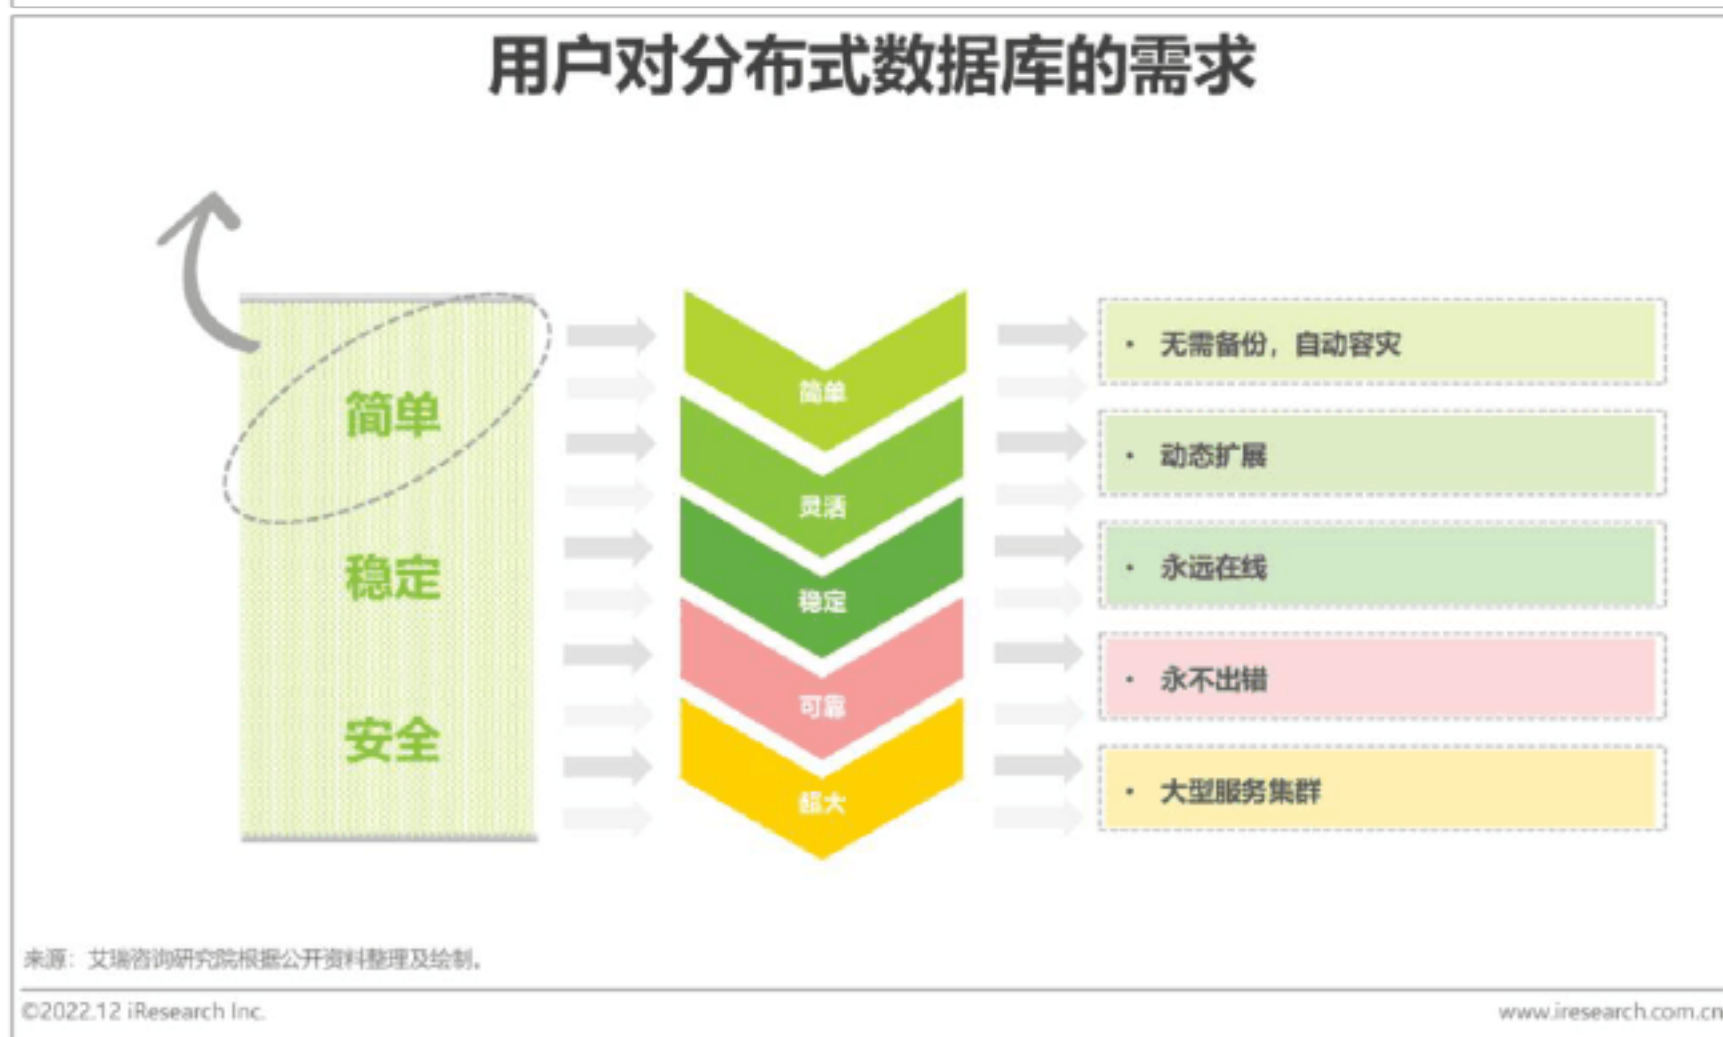 用户对分布式数据库的需求
简单
稳定
安全
简单
灵活
稳定
可靠
超大
• 无需备份，自动容灾
• 动态扩展
• 永远在线
• 永不出错
• 大型服务集群
来源：艾瑞咨询研究院根据公开资料整理及绘制。
©2022.12 iResearch Inc.
www.iresearch.com.cn